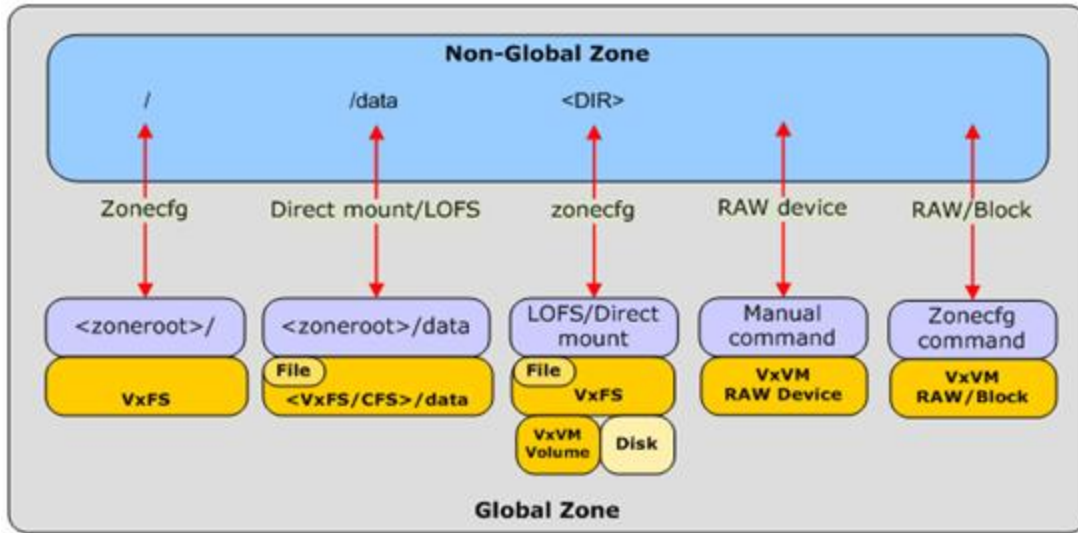 Non-Global Zone
/
/data
<DIR>
Zonecfg
Direct mount/LOFS
zonecfg
RAW device
RAW/Block
<zoneroot>/
<zoneroot>/data
LOFS/Direct
mount
Manual
command
Zonecfg
command
VxFS
File
<VxFS/CFS>/data
File
VxFS
VxVM
RAW Device
VxVM
RAW/Block
VxVM
Volume
Disk
Global Zone